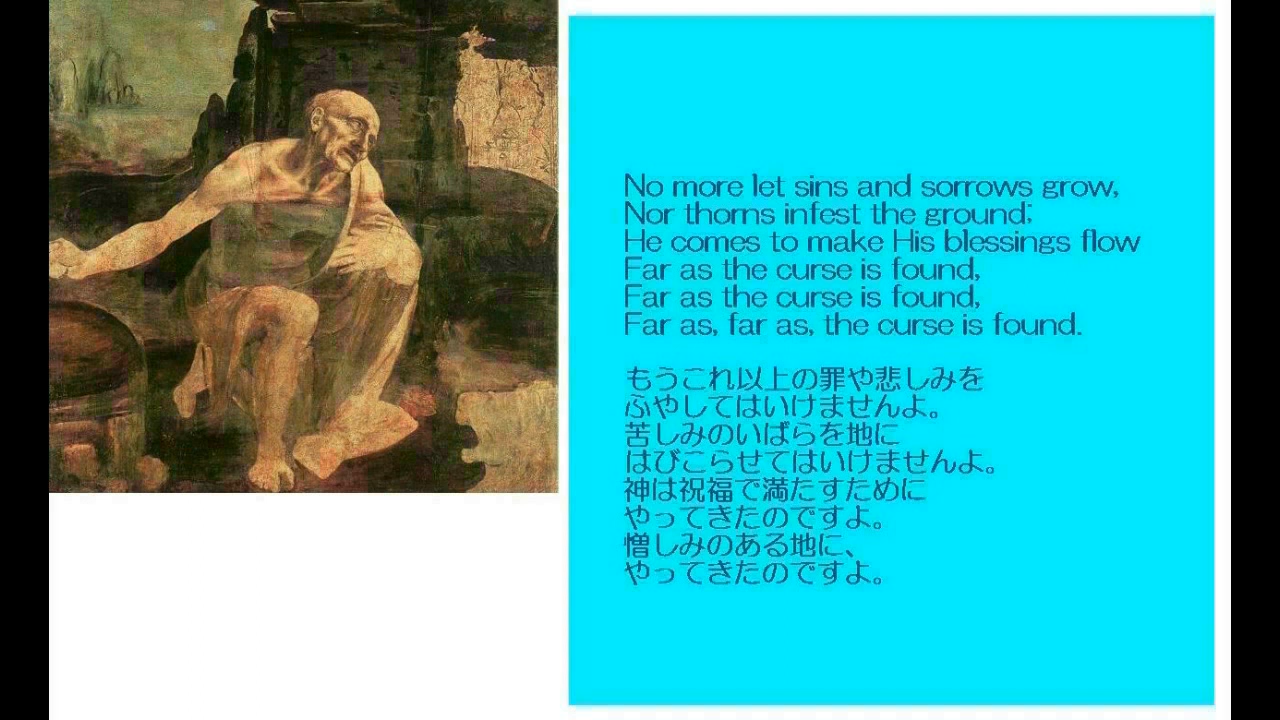 No more let sins and sorrows grow,
Nor thorns infest the ground;
He comes to make His blessings flow
Far as the curse is found,
Far as the curse is found,
Far as, far as, the curse is found.
もうこれ以上の罪や悲しみを
ふやしてはいけませんよ。
苦しみのいばらを地に
はびこらせてはいけませんよ。
神は祝福で満たすために
やってきたのですよ。
憎しみのある地に、
やってきたのですよ。